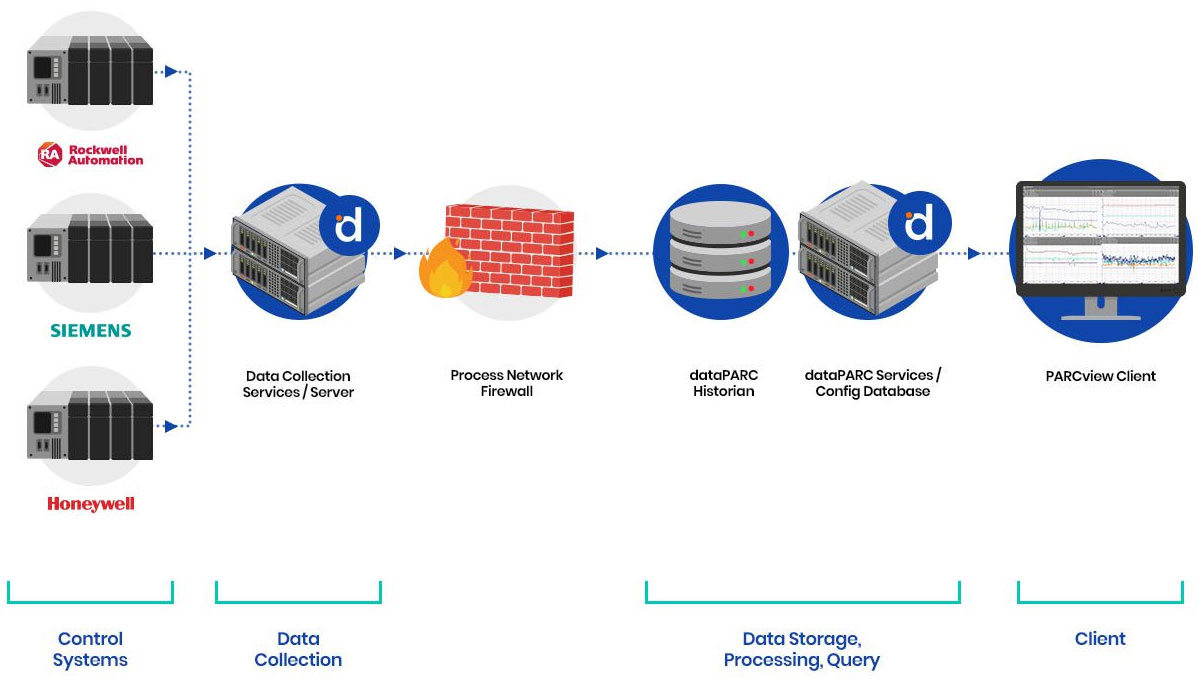 RA
Rockwell
Automation
SIEMENS
Honeywell
d
Data Collection
Services / Server
Process Network
Firewall
dataPARC
Historian
d
dataPARC Services /
Config Database
PARCview Client
Control
Systems
Data
Collection
Data Storage,
Processing, Query
Client